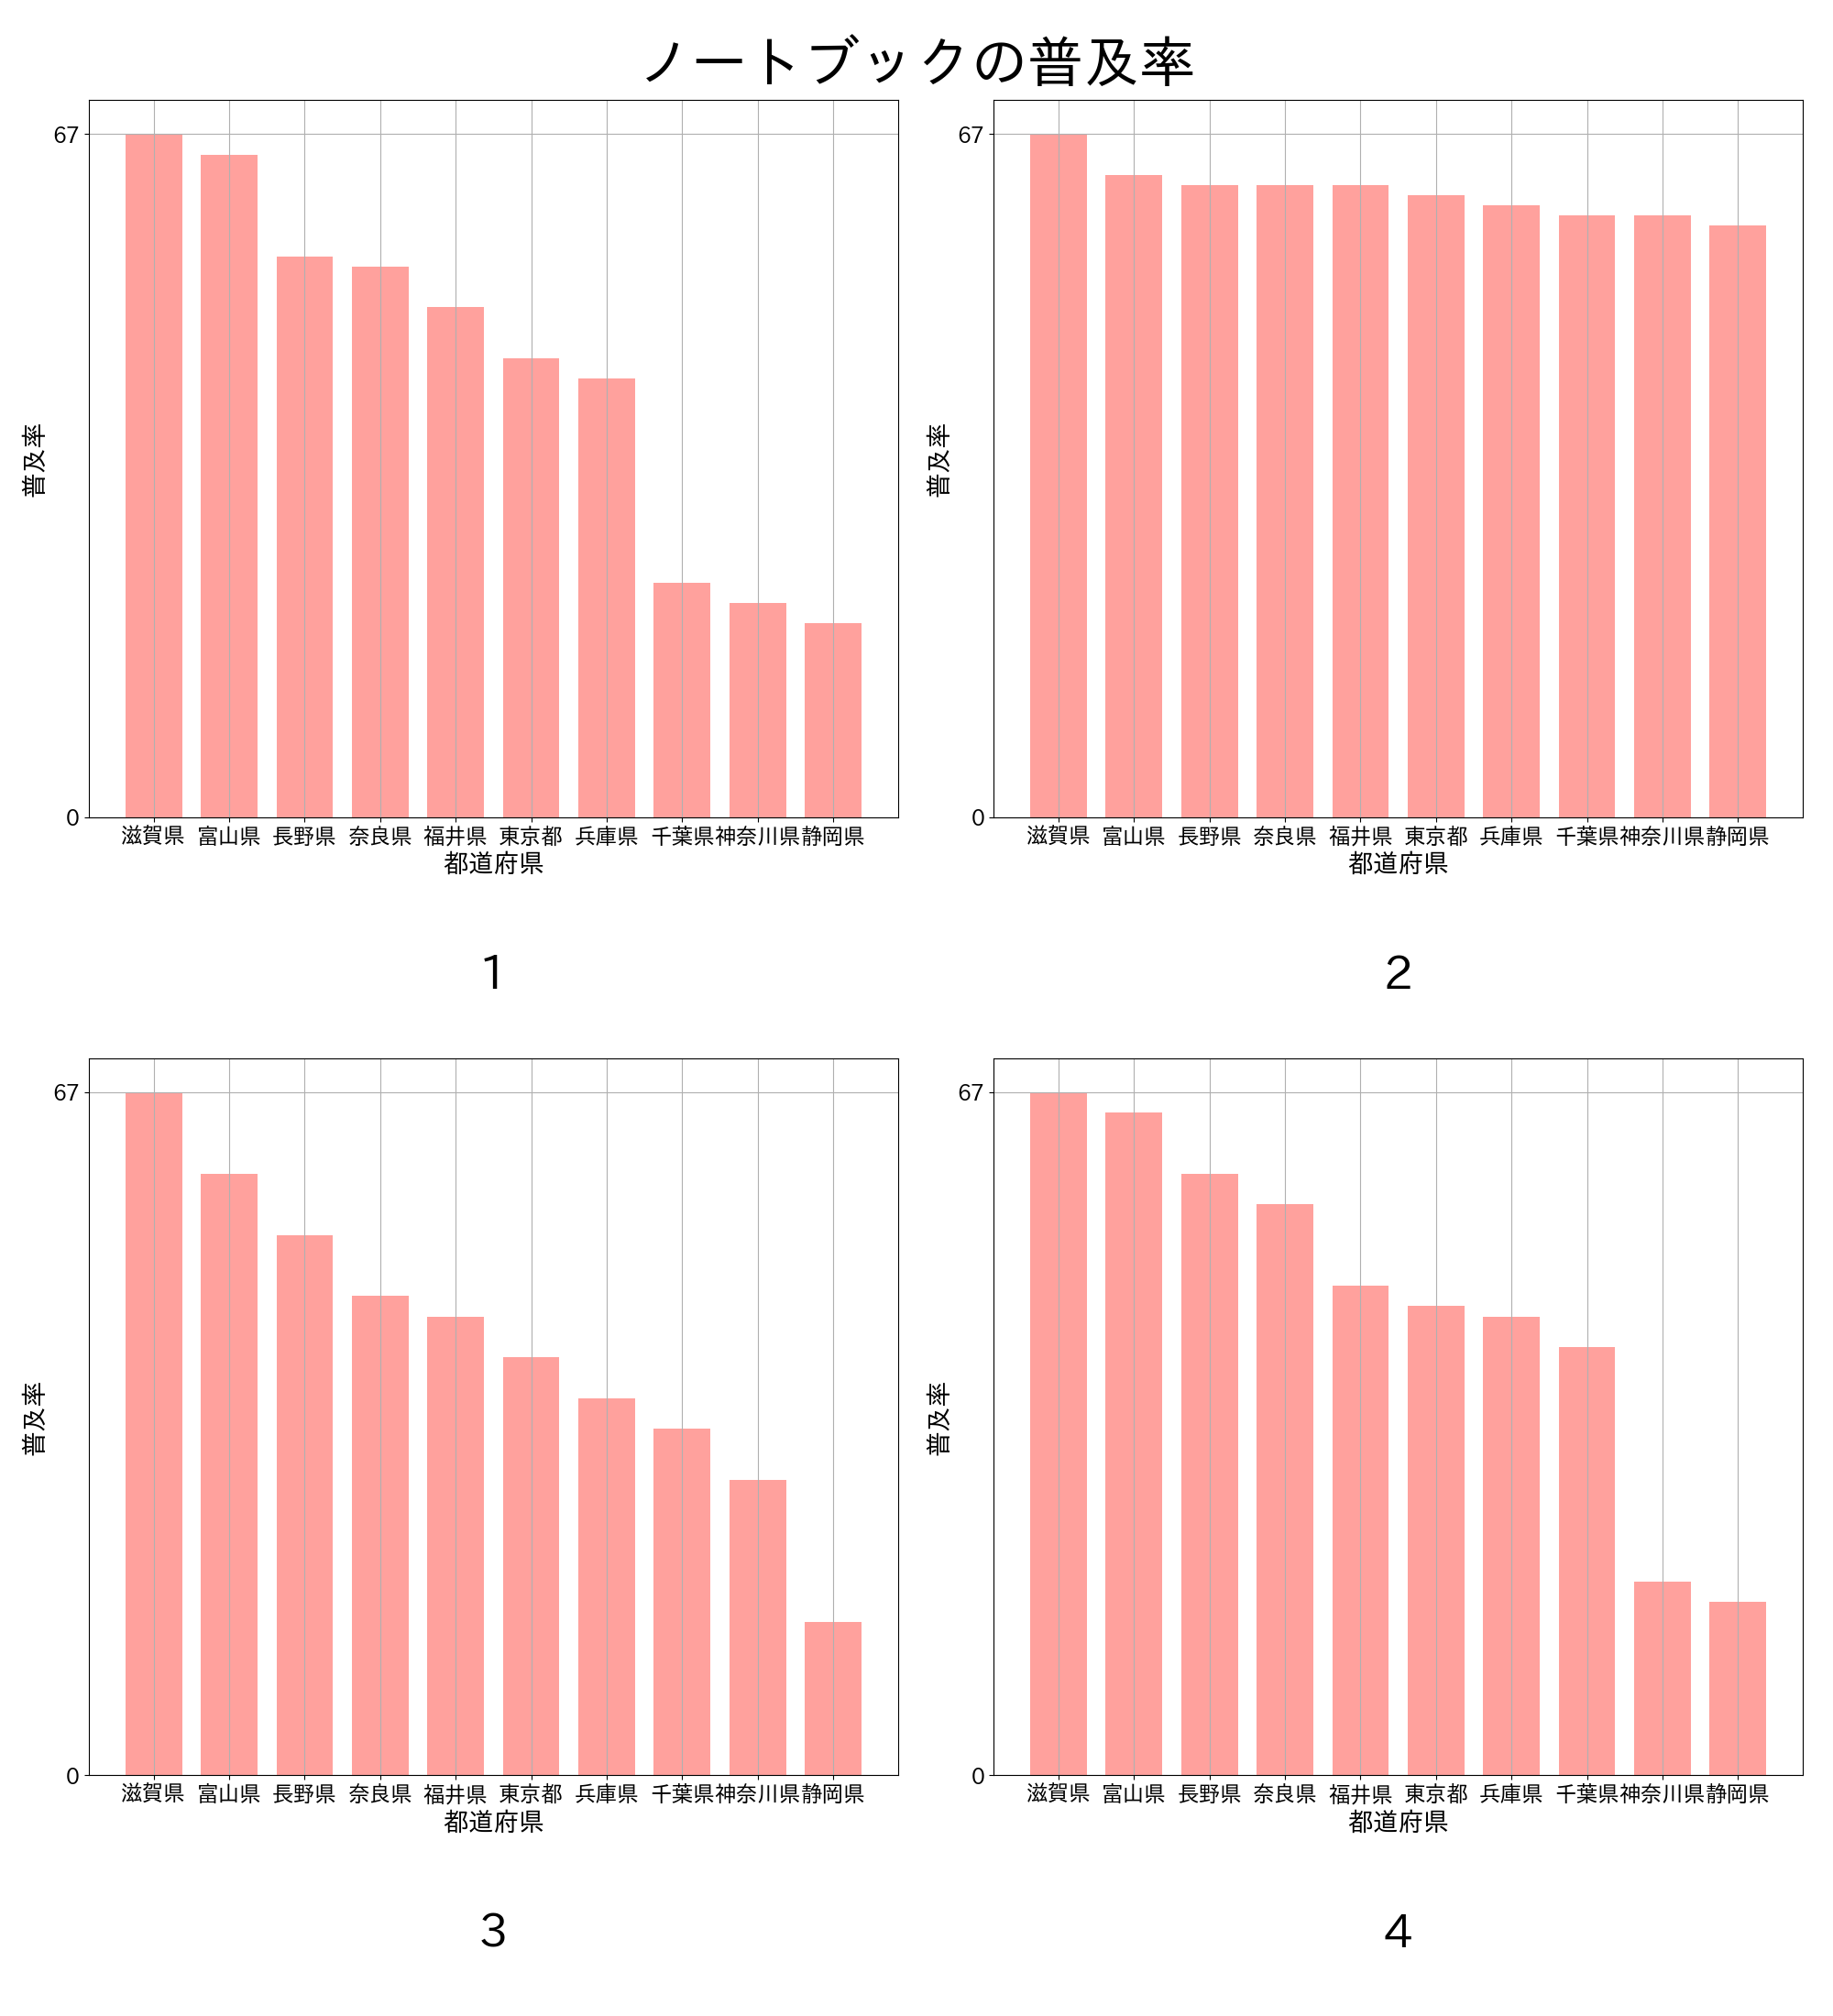 ノートブックの普及率
67
0
普及率
滋賀県 富山県 長野県 奈良県 福井県 東京都 兵庫県 千葉県 神奈川県 静岡県
都道府県
1
67
0
普及率
滋賀県 富山県 長野県 奈良県 福井県 東京都 兵庫県 千葉県 神奈川県 静岡県
都道府県
2
67
0
普及率
滋賀県 富山県 長野県 奈良県 福井県 東京都 兵庫県 千葉県 神奈川県 静岡県
都道府県
3
67
0
普及率
滋賀県 富山県 長野県 奈良県 福井県 東京都 兵庫県 千葉県 神奈川県 静岡県
都道府県
4